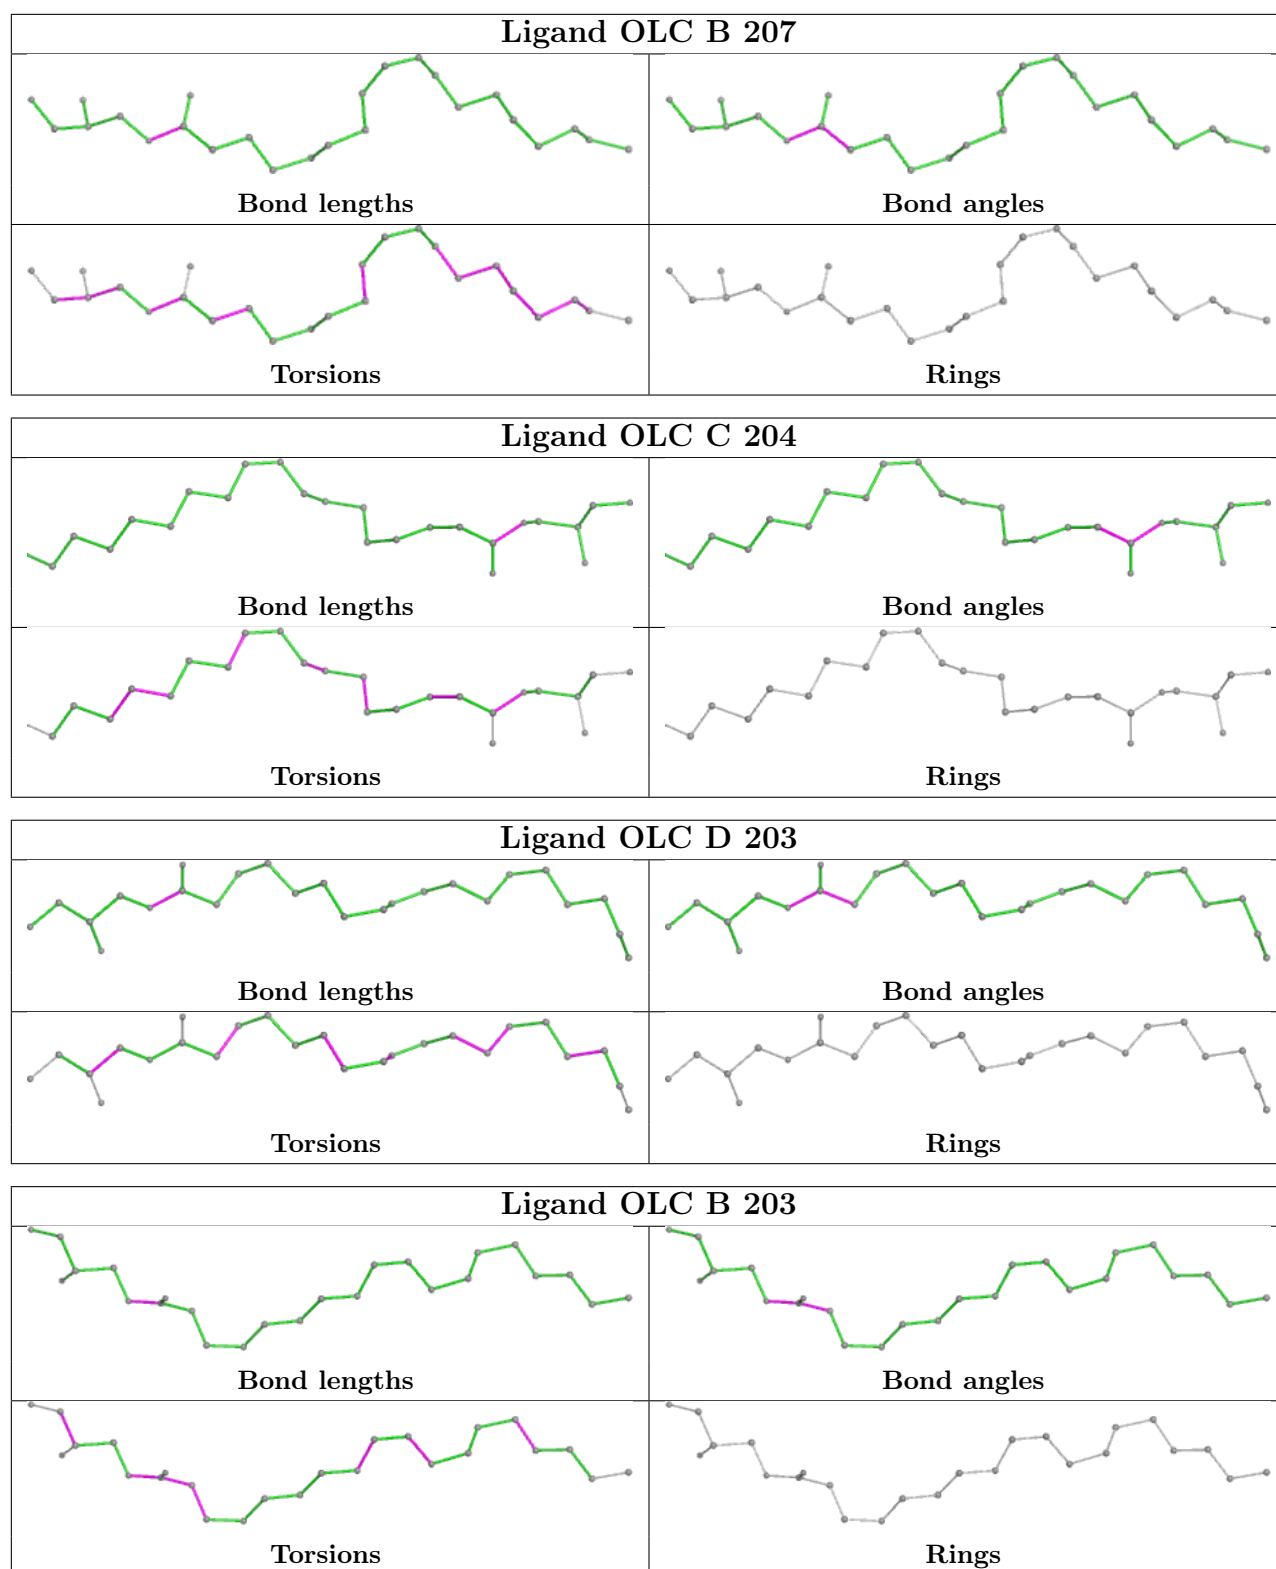 Ligand OLC B 207
Bond lengths
Bond angles
Torsions
Rings
Ligand OLC C 204
Bond lengths
Bond angles
Torsions
Rings
Ligand OLC D 203
Bond lengths
Bond angles
Torsions
Rings
Ligand OLC B 203
Bond lengths
Bond angles
Torsions
Rings